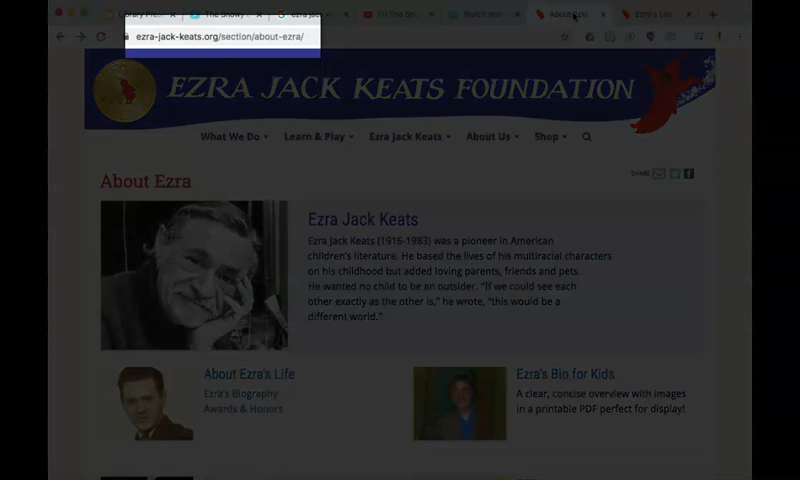 Library Pre
The Snowy
ezra jack k
(1) The Sno
Watch and
About Ezra
Ezra's Life
ezra-jack-keats.org/section/about-ezra/
EZRA JACK KEATS FOUNDATION
What We Do Learn & Play Ezra Jack Keats About Us Shop
About Ezra
SHARE
Ezra Jack Keats
Ezra Jack Keats (1916-1983) was a pioneer in American
children's literature. He based the lives of his multiracial characters
on his childhood but added loving parents, friends and pets.
He wanted no child to be an outsider. "If we could see each
other exactly as the other is," he wrote, "this would be a
different world."
About Ezra's Life
Ezra's Biography
Awards & Honors
Ezra's Bio for Kids
A clear, concise overview with images
in a printable PDF perfect for display!